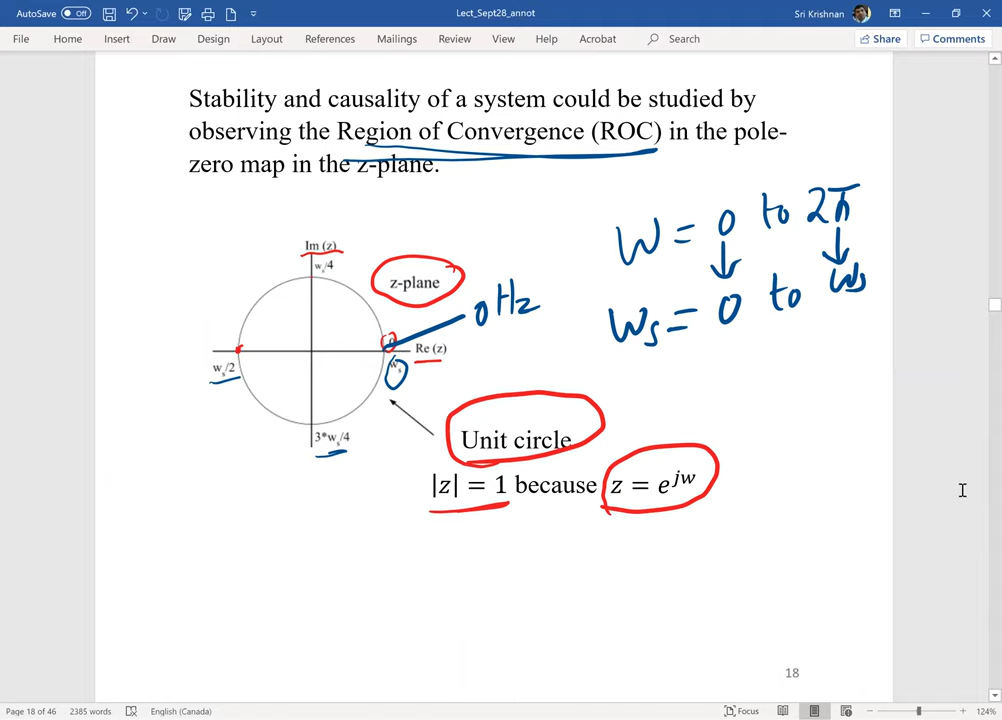 AutoSave Off Lect_Sept28_annot Sri Krishnan
File Home Insert Draw Design Layout References Mailings Review View Help Acrobat Search Share Comments
Stability and causality of a system could be studied by
observing the Region of Convergence (ROC) in the pole-
zero map in the z-plane.
W = 0 to 2π
Ws = 0 to Ws
Im (z)
w_s/4
z-plane
0 Hz
Re (z)
w_s
0
w_s/2
3*w_s/4
Unit circle
|z| = 1 because z = e^{jw}
18
Page 18 of 46 2385 words English (Canada) Focus 124%